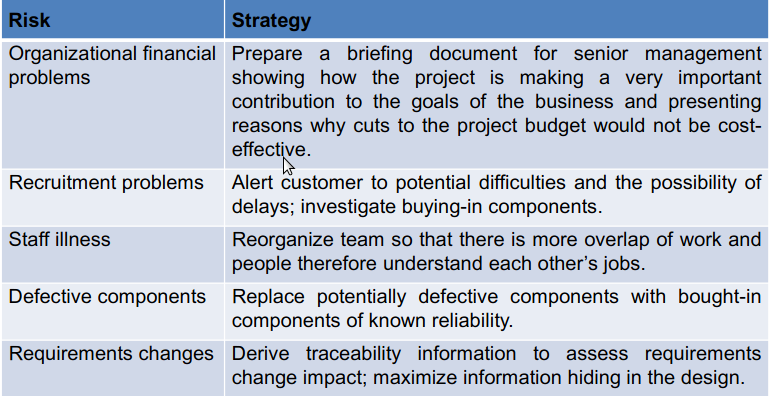 Risk Strategy
Organizational financial problems
Prepare a briefing document for senior management
showing how the project is making a very important
contribution to the goals of the business and presenting
reasons why cuts to the project budget would not be cost-
effective.
Recruitment problems
Alert customer to potential difficulties and the possibility of
delays; investigate buying-in components.
Staff illness
Reorganize team so that there is more overlap of work and
people therefore understand each other’s jobs.
Defective components
Replace potentially defective components with bought-in
components of known reliability.
Requirements changes
Derive traceability information to assess requirements
change impact; maximize information hiding in the design.